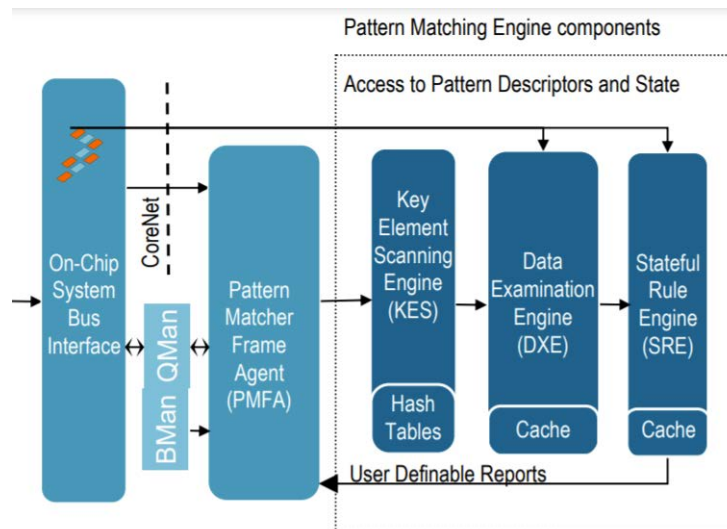 Pattern Matching Engine components
Access to Pattern Descriptors and State
On-Chip
System
Bus
Interface
CoreNet
QMan
BMan
Pattern
Matcher
Frame
Agent
(PMFA)
Key
Element
Scanning
Engine
(KES)
Hash
Tables
Data
Examination
Engine
(DXE)
Cache
Stateful
Rule
Engine
(SRE)
Cache
User Definable Reports